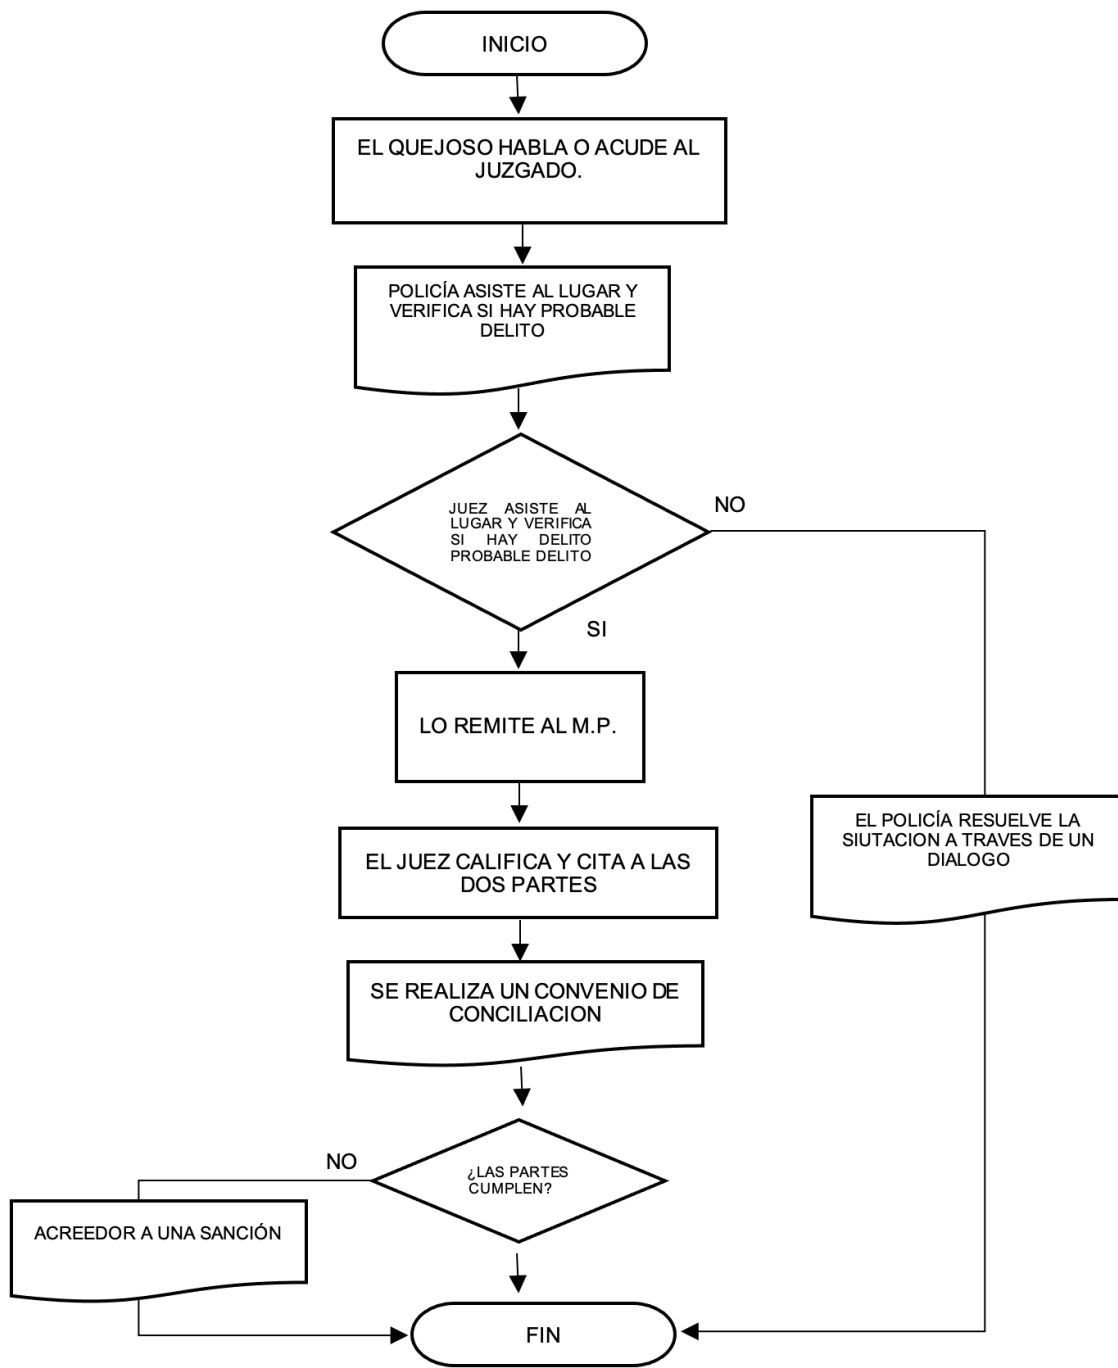 INICIO
EL QUEJOSO HABLA O ACUDE AL
JUZGADO.
POLICÍA ASISTE AL LUGAR Y
VERIFICA SI HAY PROBABLE
DELITO
JUEZ ASISTE AL
LUGAR Y VERIFICA
SI HAY DELITO
PROBABLE DELITO
NO
SI
LO REMITE AL M.P.
EL POLICÍA RESUELVE LA
SIUTACION A TRAVES DE UN
DIALOGO
EL JUEZ CALIFICA Y CITA A LAS
DOS PARTES
SE REALIZA UN CONVENIO DE
CONCILIACION
¿LAS PARTES
CUMPLEN?
NO
ACREEDOR A UNA SANCIÓN
FIN